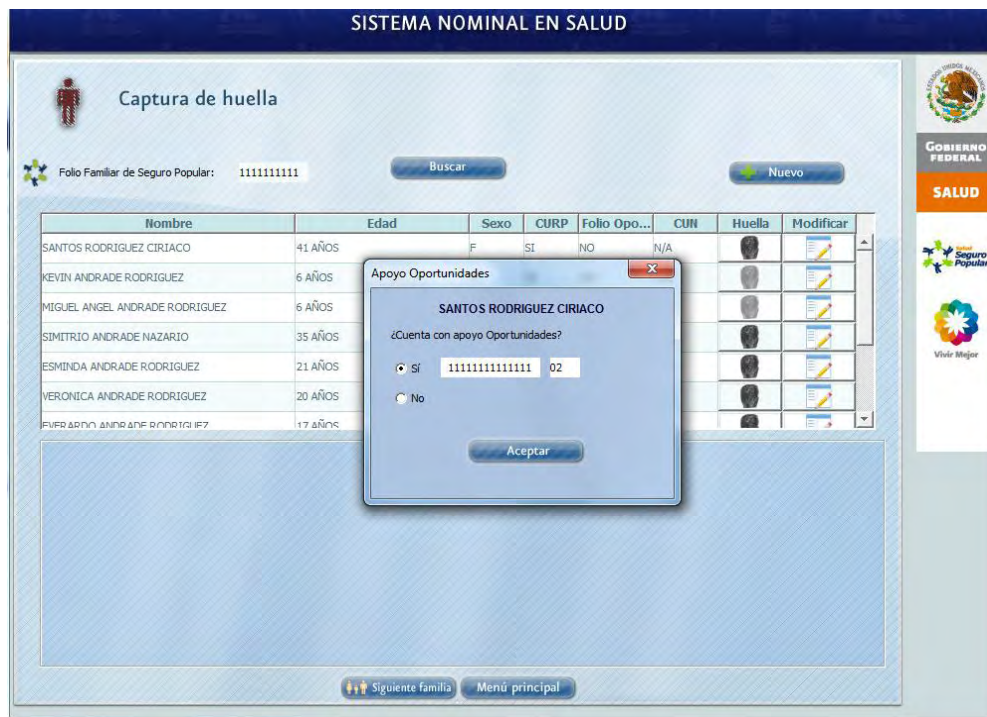 SISTEMA NOMINAL EN SALUD
Captura de huella
Folio Familiar de Seguro Popular: 1111111111 Buscar Nuevo
Nombre Edad Sexo CURP Folio Opo... CUN Huella Modificar
SANTOS RODRIGUEZ CIRIACO 41 AÑOS F SI NO N/A
KEVIN ANDRADE RODRIGUEZ 6 AÑOS
MIGUEL ANGEL ANDRADE RODRIGUEZ 6 AÑOS
SIMITRIO ANDRADE NAZARIO 35 AÑOS
ESMINDA ANDRADE RODRIGUEZ 21 AÑOS
VERONICA ANDRADE RODRIGUEZ 20 AÑOS
EVERARDO ANDRADE RODRIGUEZ 17 AÑOS
Apoyo Oportunidades
SANTOS RODRIGUEZ CIRIACO
¿Cuenta con apoyo Oportunidades?
Sí 11111111111111 02
No
Aceptar
Siguiente familia Menú principal
ESTADOS UNIDOS MEXICANOS
GOBIERNO
FEDERAL
SALUD
Salud
Seguro
Popular
Vivir Mejor